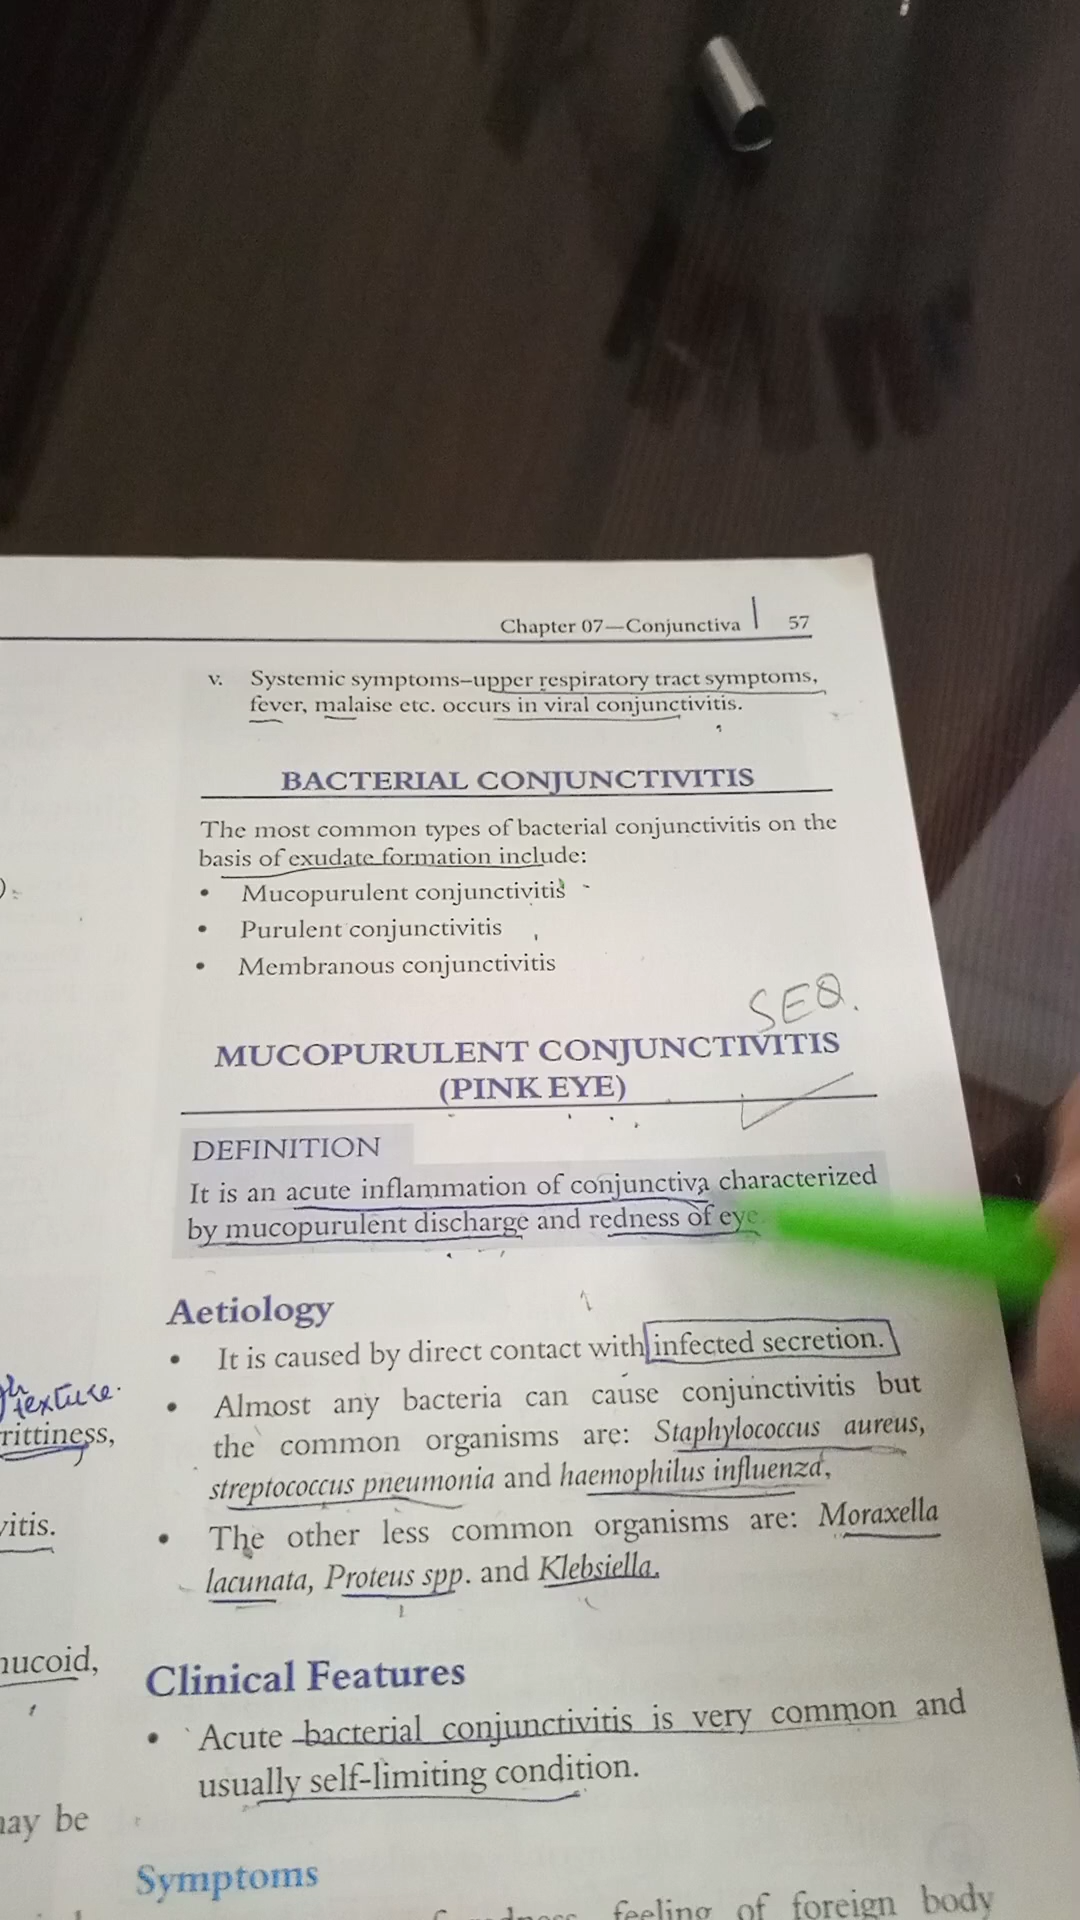 Chapter 07—Conjunctiva 57
v. Systemic symptoms–upper respiratory tract symptoms,
fever, malaise etc. occurs in viral conjunctivitis.
BACTERIAL CONJUNCTIVITIS
The most common types of bacterial conjunctivitis on the
basis of exudate formation include:
• Mucopurulent conjunctivitis
• Purulent conjunctivitis
• Membranous conjunctivitis
SEQ.
MUCOPURULENT CONJUNCTIVITIS
(PINK EYE)
DEFINITION
It is an acute inflammation of conjunctiva characterized
by mucopurulent discharge and redness of eye
Aetiology
• It is caused by direct contact with infected secretion.
• Almost any bacteria can cause conjunctivitis but
the common organisms are: Staphylococcus aureus,
streptococcus pneumonia and haemophilus influenza,
• The other less common organisms are: Moraxella
lacunata, Proteus spp. and Klebsiella.
Clinical Features
• Acute bacterial conjunctivitis is very common and
usually self-limiting condition.
Symptoms
feeling of foreign body
texture.
rittiness,
vitis.
nucoid,
may be